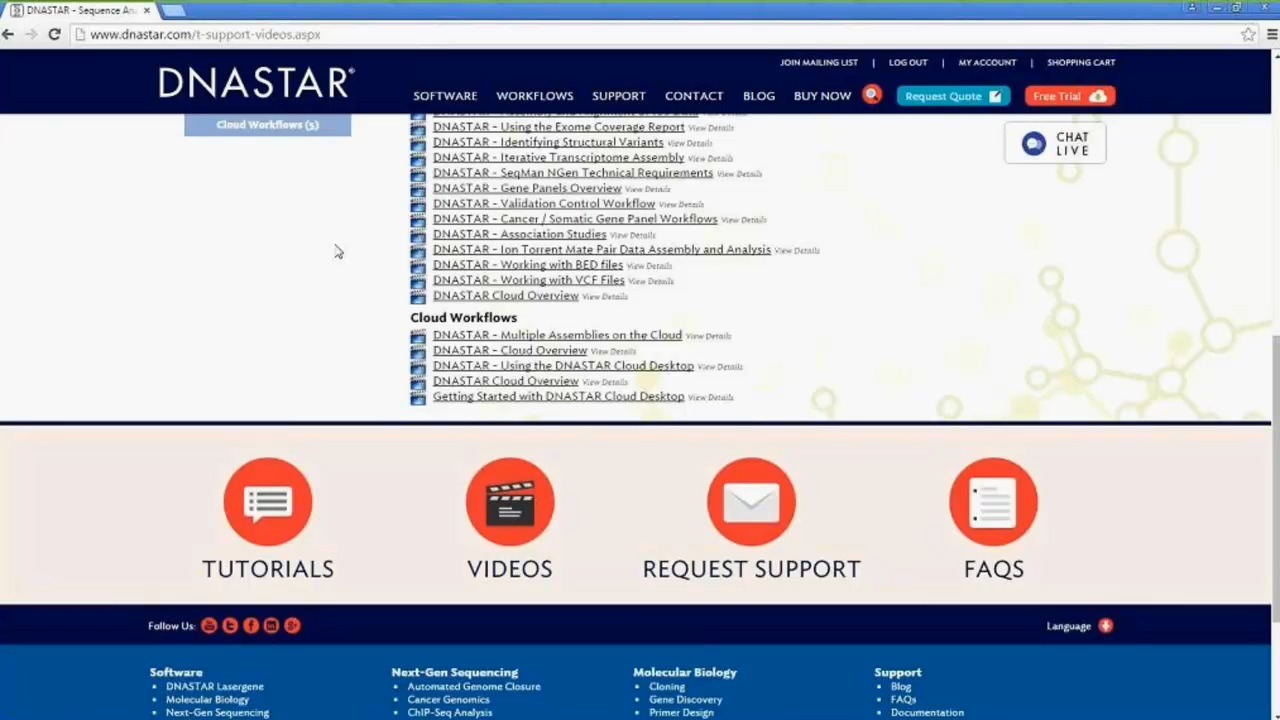 DNASTAR - Sequence An
www.dnastar.com/t-support-videos.aspx
JOIN MAILING LIST | LOG OUT | MY ACCOUNT | SHOPPING CART
DNASTAR®
SOFTWARE WORKFLOWS SUPPORT CONTACT BLOG BUY NOW Request Quote Free Trial
Cloud Workflows (5)
CHAT LIVE
DNASTAR - Using the Exome Coverage Report View Details
DNASTAR - Identifying Structural Variants View Details
DNASTAR - Iterative Transcriptome Assembly View Details
DNASTAR - SeqMan NGen Technical Requirements View Details
DNASTAR - Gene Panels Overview View Details
DNASTAR - Validation Control Workflow View Details
DNASTAR - Cancer / Somatic Gene Panel Workflows View Details
DNASTAR - Association Studies View Details
DNASTAR - Ion Torrent Mate Pair Data Assembly and Analysis View Details
DNASTAR - Working with BED files View Details
DNASTAR - Working with VCF Files View Details
DNASTAR Cloud Overview View Details
Cloud Workflows
DNASTAR - Multiple Assemblies on the Cloud View Details
DNASTAR - Cloud Overview View Details
DNASTAR - Using the DNASTAR Cloud Desktop View Details
DNASTAR Cloud Overview View Details
Getting Started with DNASTAR Cloud Desktop View Details
TUTORIALS VIDEOS REQUEST SUPPORT FAQS
Follow Us: Language
Software Next-Gen Sequencing Molecular Biology Support
DNASTAR Lasergene Automated Genome Closure Cloning Blog
Molecular Biology Cancer Genomics Gene Discovery FAQs
Next-Gen Sequencing ChIP-Seq Analysis Primer Design Documentation